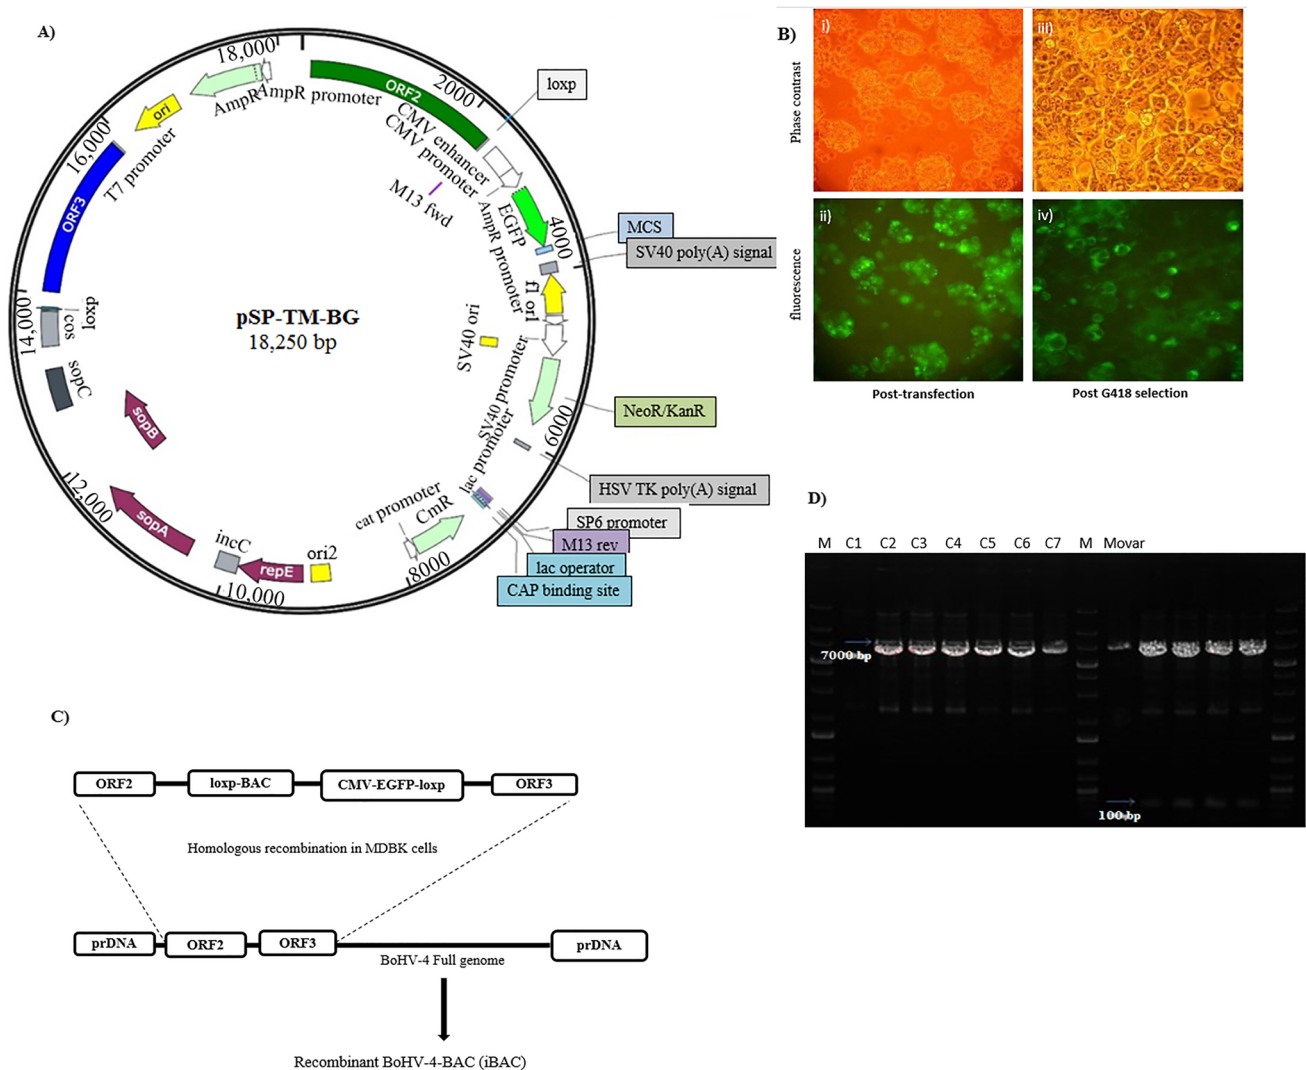 A)
18,000
2000
4000
6000
8000
10,000
12,000
14,000
16,000
ORF2
loxp
CMV enhancer
CMV promoter
M13 fwd
EGFP
AmpR promoter
MCS
SV40 poly(A) signal
f1 ori
SV40 ori
SV40 promoter
NeoR/KanR
HSV TK poly(A) signal
lac promoter
SP6 promoter
M13 rev
lac operator
CAP binding site
cat promoter
CmR
ori2
repE
incC
sopA
sopB
sopC
cos
loxp
ORF3
T7 promoter
ori
AmpR
AmpR promoter
pSP-TM-BG
18,250 bp
B)
Phase contrast
fluorescence
i)
iii)
ii)
iv)
Post-transfection
Post G418 selection
C)
ORF2
loxp-BAC
CMV-EGFP-loxp
ORF3
Homologous recombination in MDBK cells
prDNA
ORF2
ORF3
prDNA
BoHV-4 Full genome
Recombinant BoHV-4-BAC (iBAC)
D)
M C1 C2 C3 C4 C5 C6 C7 M Movar
7000 bp
100 bp